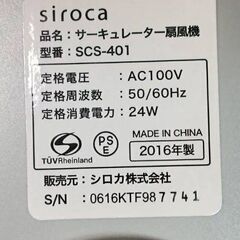 siroca
品名：サーキュレーター扇風機
型番：SCS-401
定格電圧：AC100V
定格周波数：50/60Hz
定格消費電力：24W
MADE IN CHINA
TÜVRheinland
PSE
2016年製
販売元：シロカ株式会社
S/N：0616KTF987741